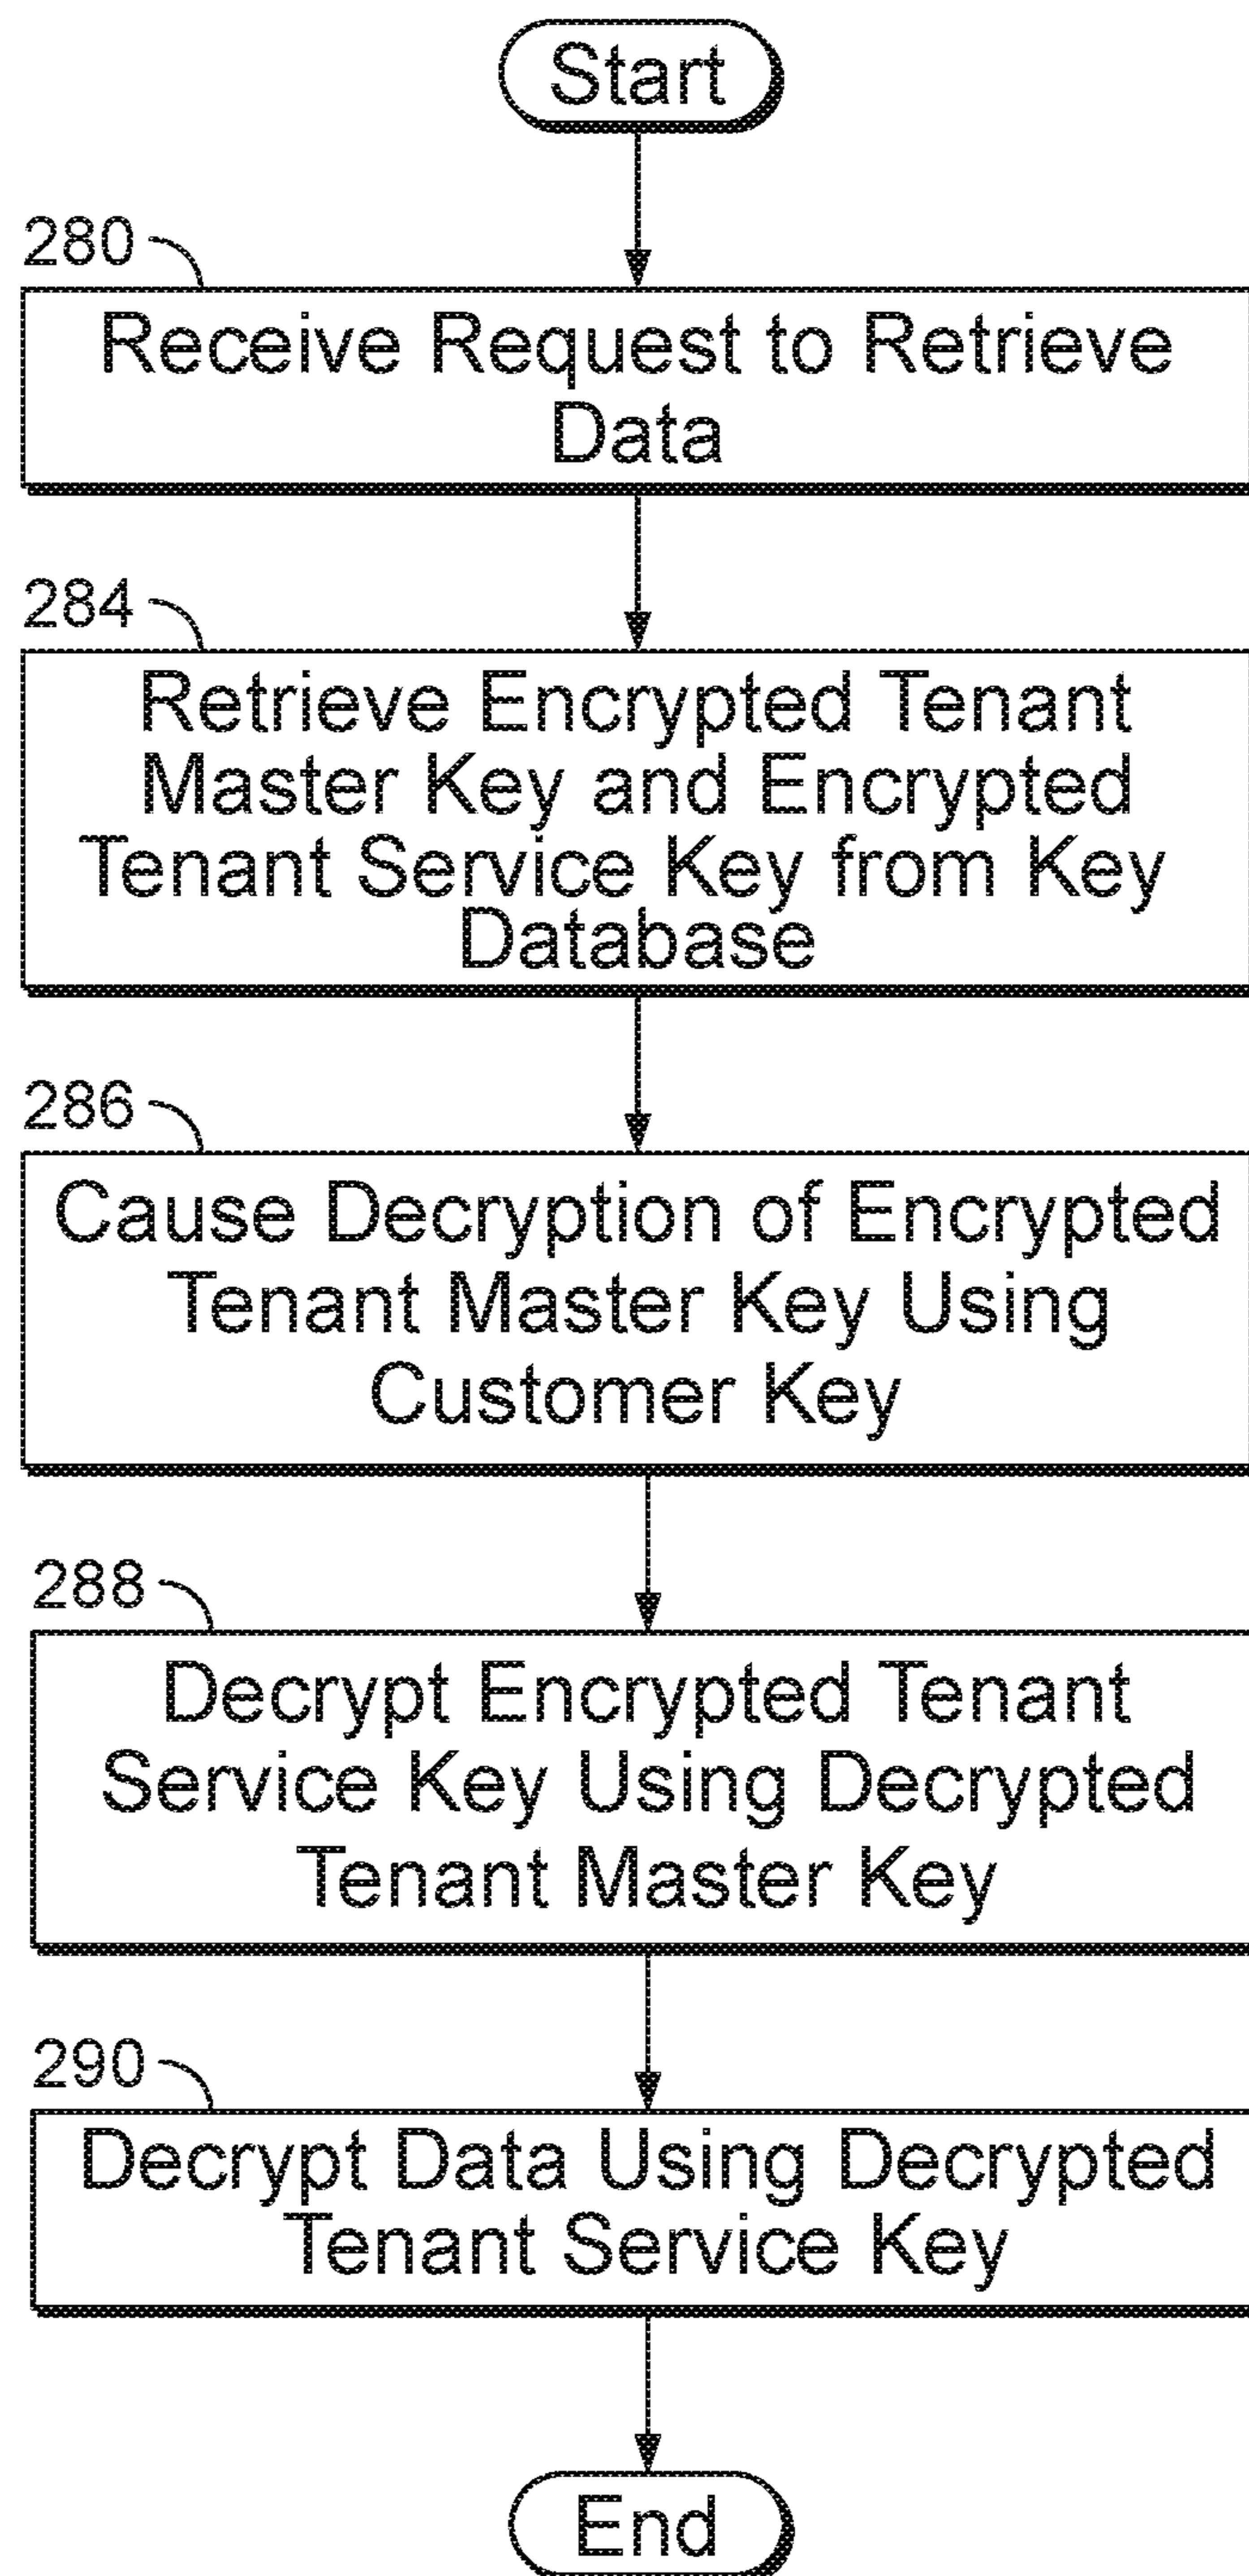 Start
280
Receive Request to Retrieve
Data
284
Retrieve Encrypted Tenant
Master Key and Encrypted
Tenant Service Key from Key
Database
286
Cause Decryption of Encrypted
Tenant Master Key Using
Customer Key
288
Decrypt Encrypted Tenant
Service Key Using Decrypted
Tenant Master Key
290
Decrypt Data Using Decrypted
Tenant Service Key
End